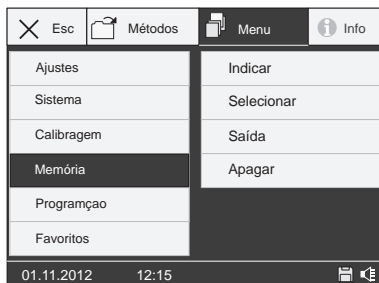 Esc Métodos Menu Info
Ajustes
Sistema
Calibragem
Memória
Programçao
Favoritos
Indicar
Selecionar
Saída
Apagar
01.11.2012 12:15